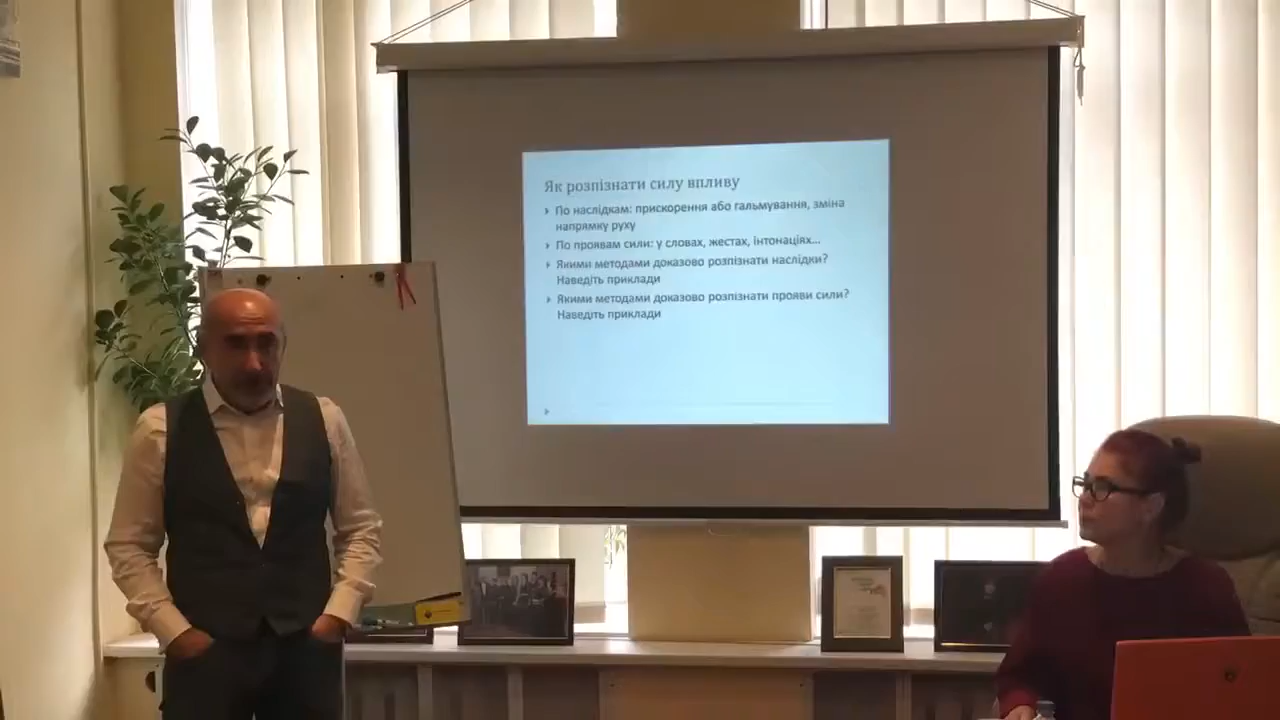 Як розпізнати силу впливу
По наслідкам: прискорення або гальмування, зміна
напрямку руху
По проявам сили: у словах, жестах, інтонаціях...
Якими методами доказово розпізнати наслідки?
Наведіть приклади
Якими методами доказово розпізнати прояви сили?
Наведіть приклади